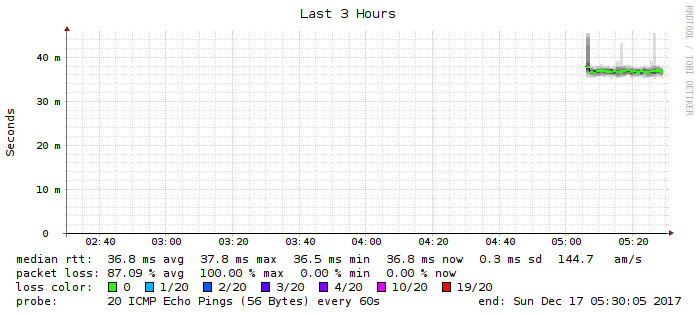 Last 3 Hours
RRDTOOL / TOBI OETIKER
Seconds
40 m
30 m
20 m
10 m
0
02:40 03:00 03:20 03:40 04:00 04:20 04:40 05:00 05:20
median rtt: 36.8 ms avg 37.8 ms max 36.5 ms min 36.8 ms now 0.3 ms sd 144.7 am/s
packet loss: 87.09 % avg 100.00 % max 0.00 % min 0.00 % now
loss color: 0 1/20 2/20 3/20 4/20 10/20 19/20
probe: 20 ICMP Echo Pings (56 Bytes) every 60s end: Sun Dec 17 05:30:05 2017